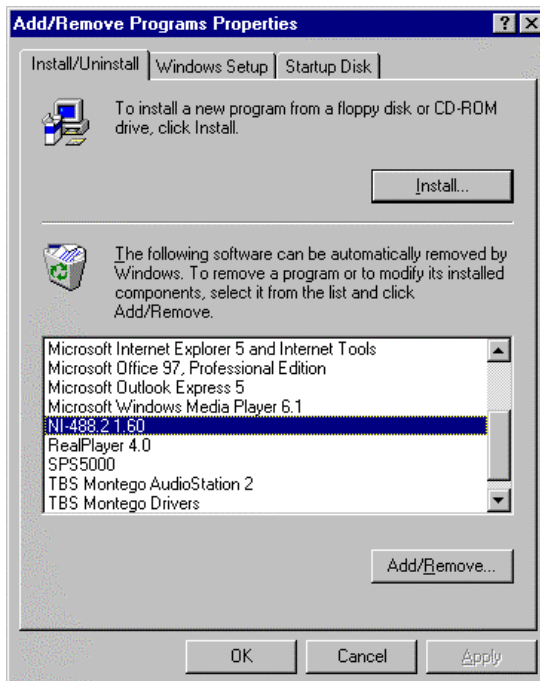 Add/Remove Programs Properties
Install/Uninstall
Windows Setup
Startup Disk
To install a new program from a floppy disk or CD-ROM
drive, click Install.
Install...
The following software can be automatically removed by
Windows. To remove a program or to modify its installed
components, select it from the list and click
Add/Remove.
Microsoft Internet Explorer 5 and Internet Tools
Microsoft Office 97, Professional Edition
Microsoft Outlook Express 5
Microsoft Windows Media Player 6.1
NI-488.2 1.60
RealPlayer 4.0
SPS5000
TBS Montego AudioStation 2
TBS Montego Drivers
Add/Remove...
OK
Cancel
Apply